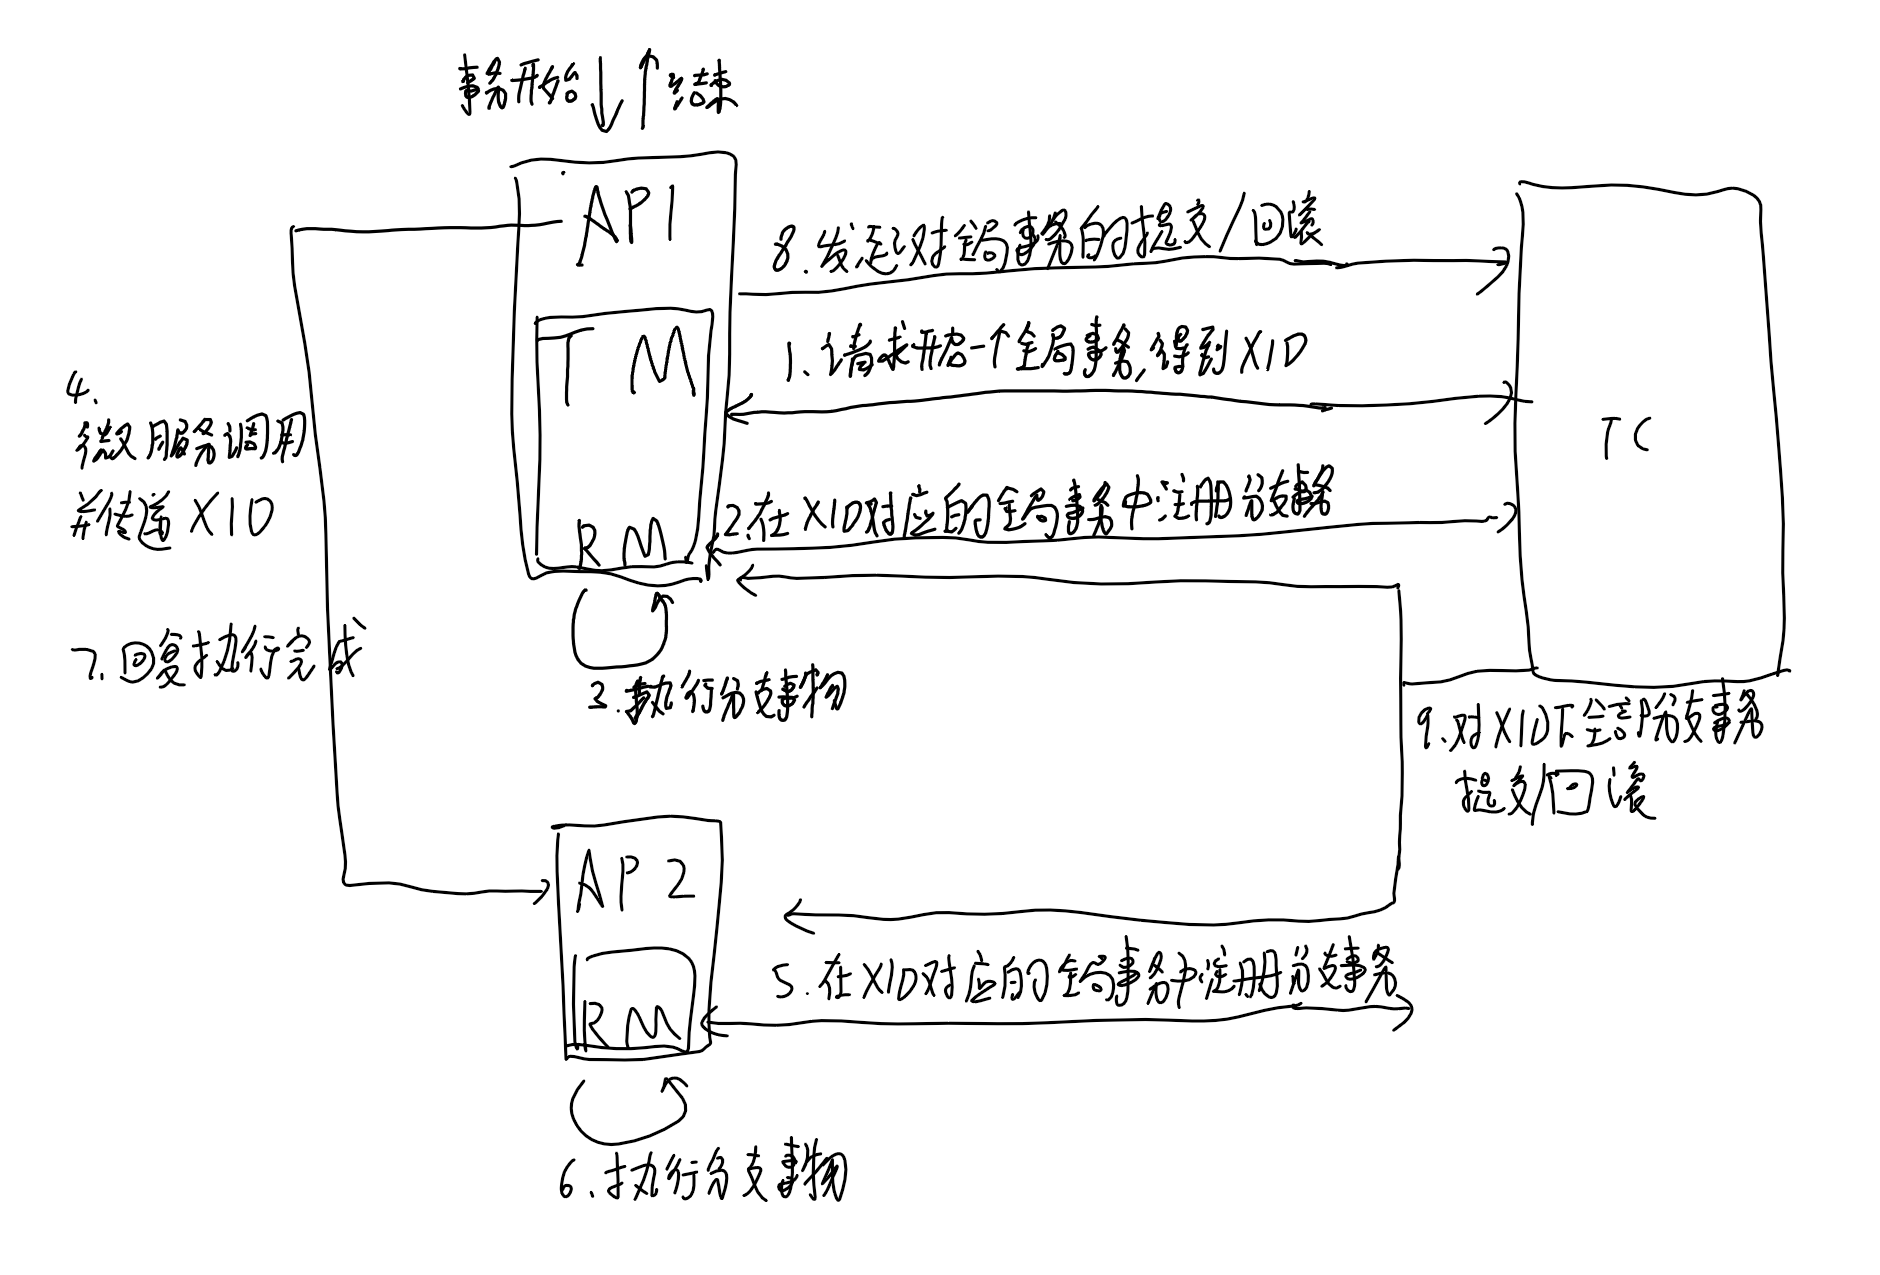 事务开始 结束
AP1
8.发起对全局事务的提交/回滚
TM
1.请求开启一个全局事务,得到XID
4.
微服务调用
并传递XID
TC
RM
2.在XID对应的全局事务中注册分支事务
7.回复执行完成
3.执行分支事物
9.对XID下全部分支事务
提交/回滚
AP2
5.在XID对应的全局事务中注册分支事务
RM
6.执行分支事物